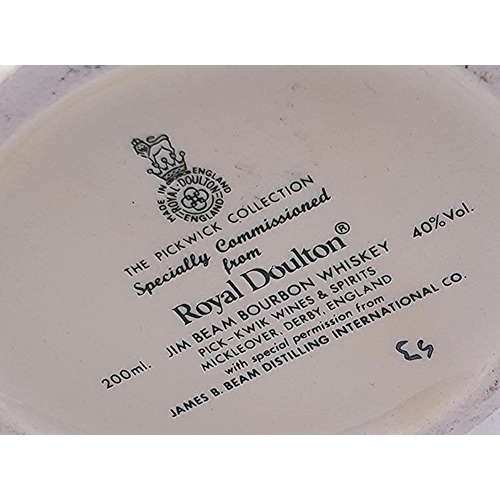 MADE IN ENGLAND
ROYAL·DOULTON
ENGLAND
THE PICKWICK COLLECTION
Specially Commissioned
from
Royal Doulton®
200ml. JIM BEAM BOURBON WHISKEY 40% Vol.
PICK-KWIK WINES & SPIRITS
MICKLEOVER, DERBY, ENGLAND
with special permission from
JAMES B. BEAM DISTILLING INTERNATIONAL CO.